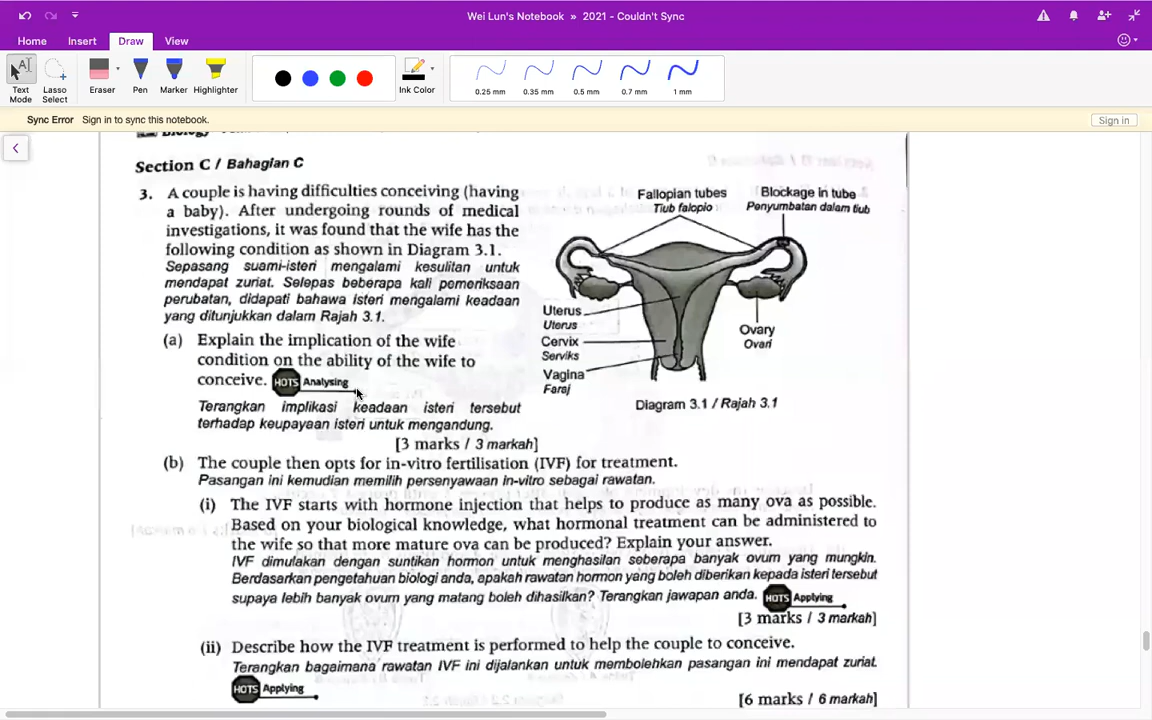 Wei Lun's Notebook » 2021 - Couldn't Sync
Home
Insert
Draw
View
Text Mode
Lasso Select
Eraser
Pen
Marker
Highlighter
Ink Color
0.25 mm
0.35 mm
0.5 mm
0.7 mm
1 mm
Sync Error Sign in to sync this notebook.
Sign in
Biology
Section C / Bahagian C
3. A couple is having difficulties conceiving (having
a baby). After undergoing rounds of medical
investigations, it was found that the wife has the
following condition as shown in Diagram 3.1.
Sepasang suami-isteri mengalami kesulitan untuk
mendapat zuriat. Selepas beberapa kali pemeriksaan
perubatan, didapati bahawa isteri mengalami keadaan
yang ditunjukkan dalam Rajah 3.1.
(a) Explain the implication of the wife
condition on the ability of the wife to
conceive. HOTS Analysing
Terangkan implikasi keadaan isteri tersebut
terhadap keupayaan isteri untuk mengandung.
[3 marks / 3 markah]
Fallopian tubes
Tiub falopio
Blockage in tube
Penyumbatan dalam tiub
Uterus
Uterus
Cervix
Serviks
Vagina
Faraj
Ovary
Ovari
Diagram 3.1 / Rajah 3.1
(b) The couple then opts for in-vitro fertilisation (IVF) for treatment.
Pasangan ini kemudian memilih persenyawaan in-vitro sebagai rawatan.
(i) The IVF starts with hormone injection that helps to produce as many ova as possible.
Based on your biological knowledge, what hormonal treatment can be administered to
the wife so that more mature ova can be produced? Explain your answer.
IVF dimulakan dengan suntikan hormon untuk menghasilan seberapa banyak ovum yang mungkin.
Berdasarkan pengetahuan biologi anda, apakah rawatan hormon yang boleh diberikan kepada isteri tersebut
supaya lebih banyak ovum yang matang boleh dihasilkan? Terangkan jawapan anda. HOTS Applying
[3 marks / 3 markah]
(ii) Describe how the IVF treatment is performed to help the couple to conceive.
Terangkan bagaimana rawatan IVF ini dijalankan untuk membolehkan pasangan ini mendapat zuriat.
HOTS Applying
[6 marks / 6 markah]